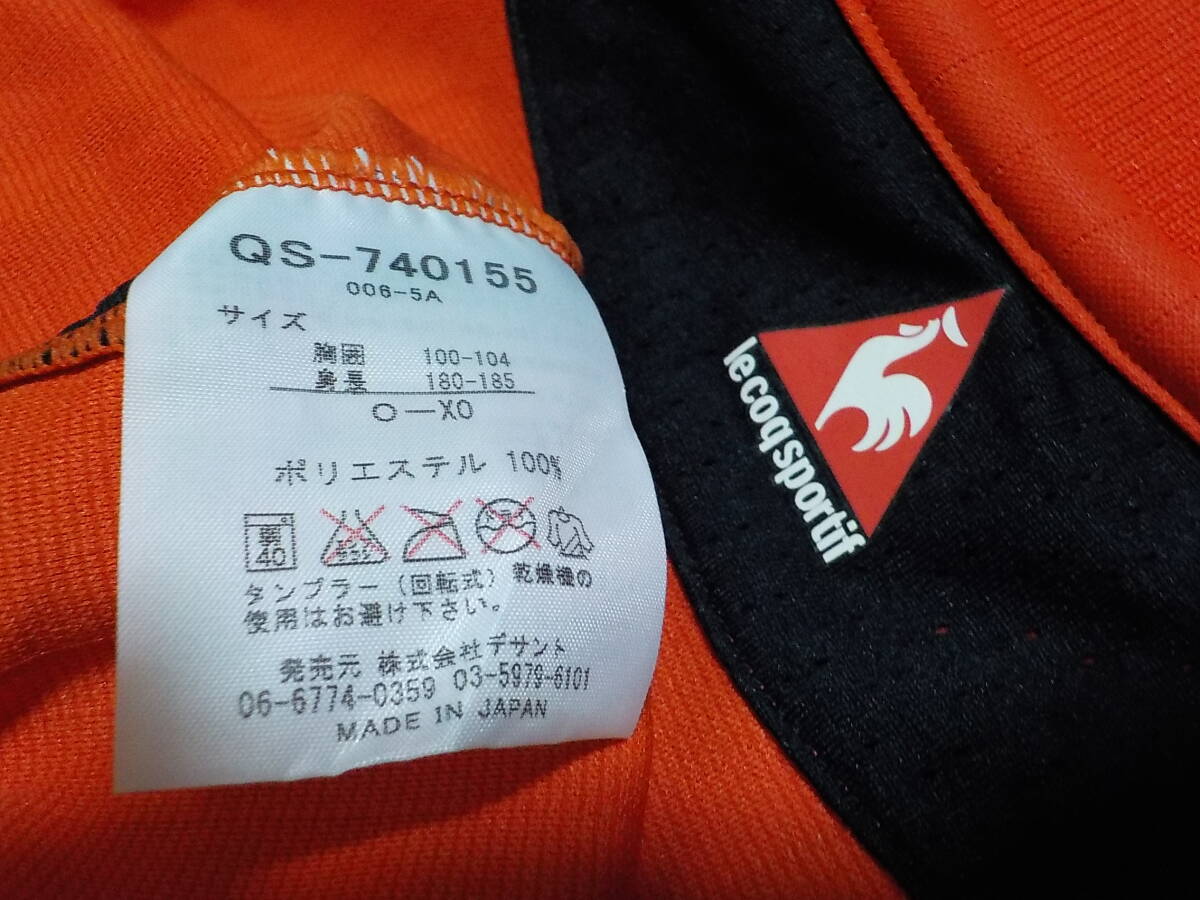 QS-740155
006-5A
サイズ
胸囲 100-104
身長 180-185
O—XO
ポリエステル 100%
40
タンブラー(回転式)乾燥機の
使用はお避け下さい。
発売元 株式会社デサント
06-6774-0359 03-5979-6101
MADE IN JAPAN
le coq sportif